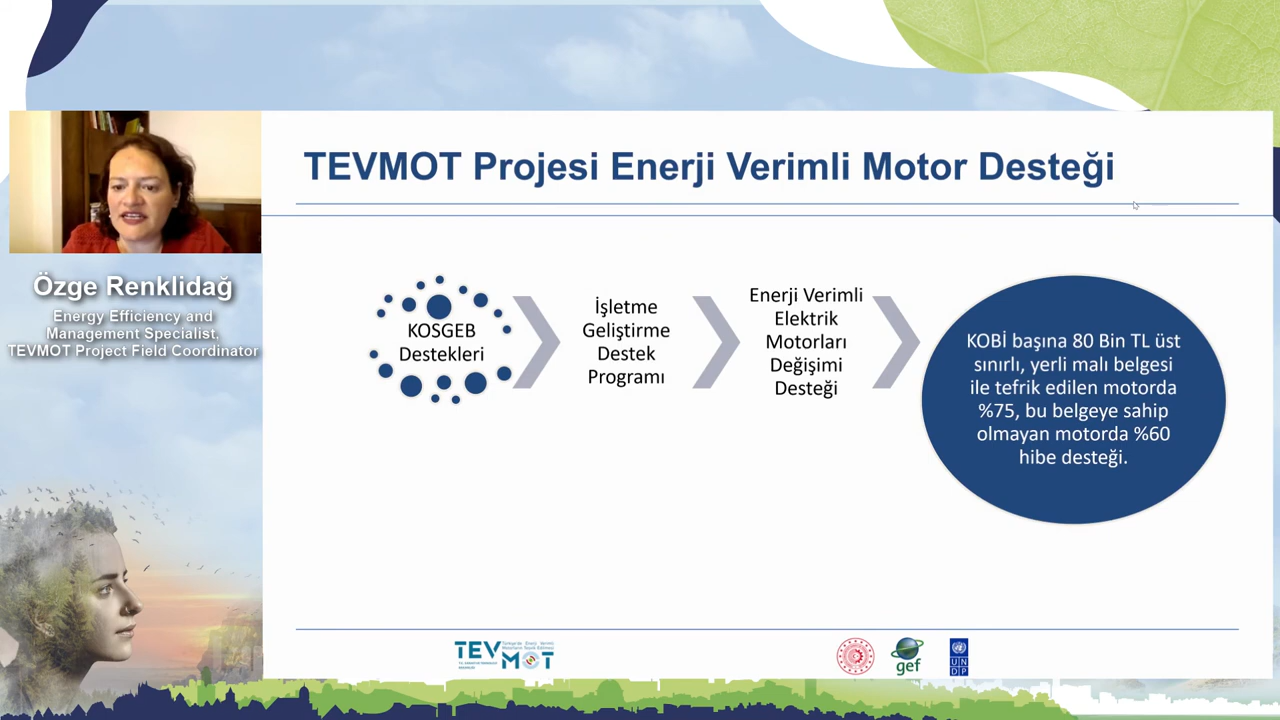 TEVMOT Projesi Enerji Verimli Motor Desteği
Özge Renklidağ
Energy Efficiency and
Management Specialist,
TEVMOT Project Field Coordinator
KOSGEB
Destekleri
İşletme
Geliştirme
Destek
Programı
Enerji Verimli
Elektrik
Motorları
Değişimi
Desteği
KOBİ başına 80 Bin TL üst
sınırlı, yerli malı belgesi
ile tefrik edilen motorda
%75, bu belgeye sahip
olmayan motorda %60
hibe desteği.
TEVMOT
gef
UNDP